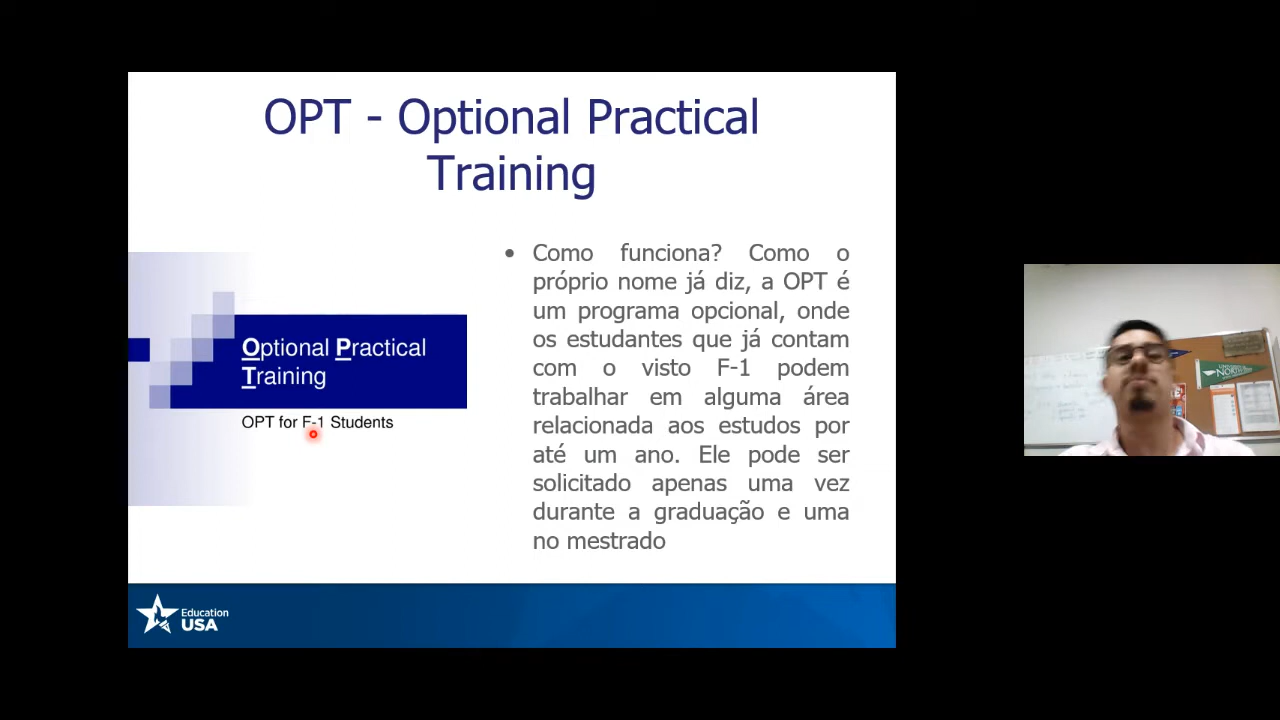 OPT - Optional Practical
Training
Optional Practical
Training
OPT for F-1 Students
• Como funciona? Como o
próprio nome já diz, a OPT é
um programa opcional, onde
os estudantes que já contam
com o visto F-1 podem
trabalhar em alguma área
relacionada aos estudos por
até um ano. Ele pode ser
solicitado apenas uma vez
durante a graduação e uma
no mestrado
Education
USA